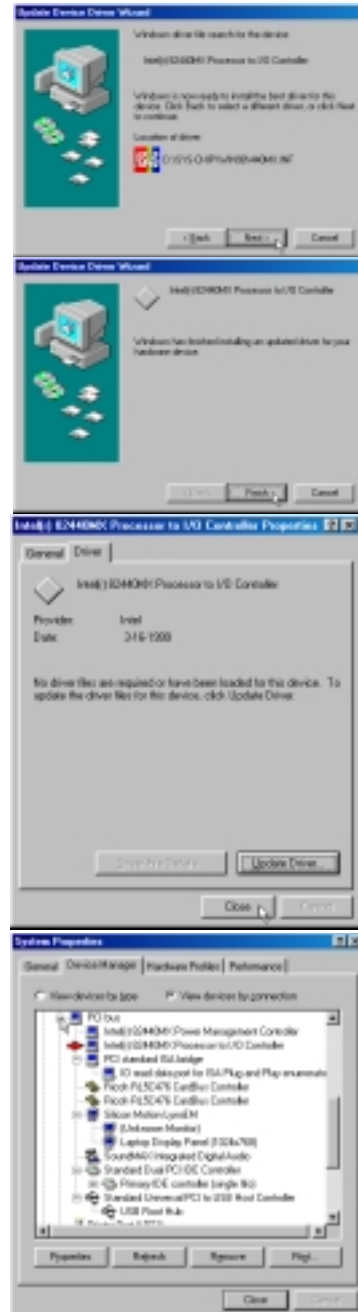 Update Device Driver Wizard
Windows driver file search for the device:
Intel(r) 82440MX Processor to I/O Controller
Windows is now ready to install the best driver for this
device. Click Back to select a different driver, or click Next
to continue.
Location of driver:
< Back
Next >
Cancel
Update Device Driver Wizard
Intel(r) 82440MX Processor to I/O Controller
Windows has finished installing an updated driver for your
hardware device.
Finish
Cancel
Intel(r) 82440MX Processor to I/O Controller Properties
General
Driver
Intel(r) 82440MX Processor to I/O Controller
Provider: Intel
Date: 3-16-1999
No driver files are required or have been loaded for this device. To
update the driver files for this device, click Update Driver.
Update Driver...
Close
Cancel
System Properties
General
Device Manager
Hardware Profiles
Performance
View devices by type
View devices by connection
PCI bus
Intel(r) 82440MX Power Management Controller
Intel(r) 82440MX Processor to I/O Controller
PCI standard ISA bridge
IO read data port for ISA Plug and Play enumerato
Ricoh RL5C476 CardBus Controller
Ricoh RL5C476 CardBus Controller
Silicon Motion LynxEM
(Unknown Monitor)
Laptop Display Panel (1024x768)
SoundMAX Integrated Digital Audio
Standard Dual PCI IDE Controller
Primary IDE controller (single fifo)
Standard Universal PCI to USB Host Controller
USB Root Hub
Properties
Refresh
Remove
Print...
Close
Cancel